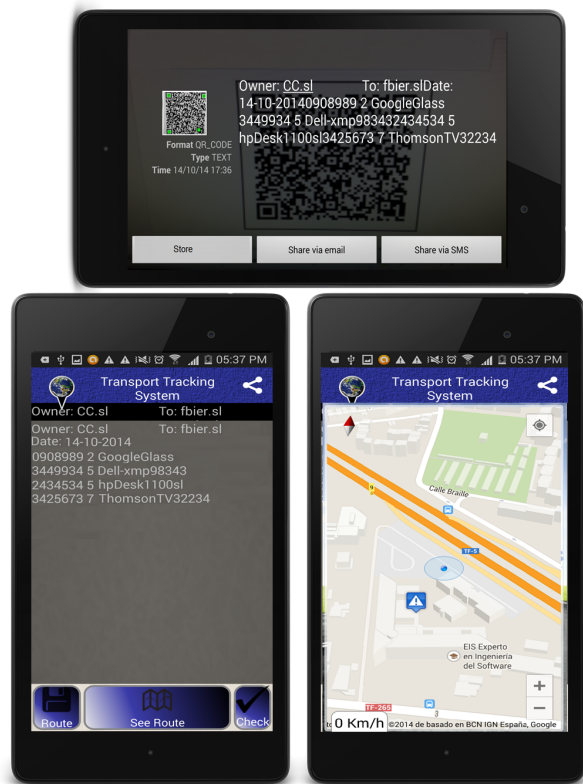 Owner: CC.sl To: fbier.slDate:
14-10-20140908989 2 GoogleGlass
3449934 5 Dell-xmp983432434534 5
hpDesk1100sl3425673 7 ThomsonTV32234
Format QR_CODE
Type TEXT
Time 14/10/14 17:36
Store
Share via email
Share via SMS
05:37 PM
Transport Tracking
System
Owner: CC.sl To: fbier.sl
Owner: CC.sl To: fbier.sl
Date: 14-10-2014
0908989 2 GoogleGlass
3449934 5 Dell-xmp98343
2434534 5 hpDesk1100sl
3425673 7 ThomsonTV32234
Route
See Route
Check
05:37 PM
Transport Tracking
System
Calle Braille
9
TF-5
EIS Experto
en Ingeniería
del Software
TF-265
3
0 Km/h
©2014 de basado en BCN IGN España, Google